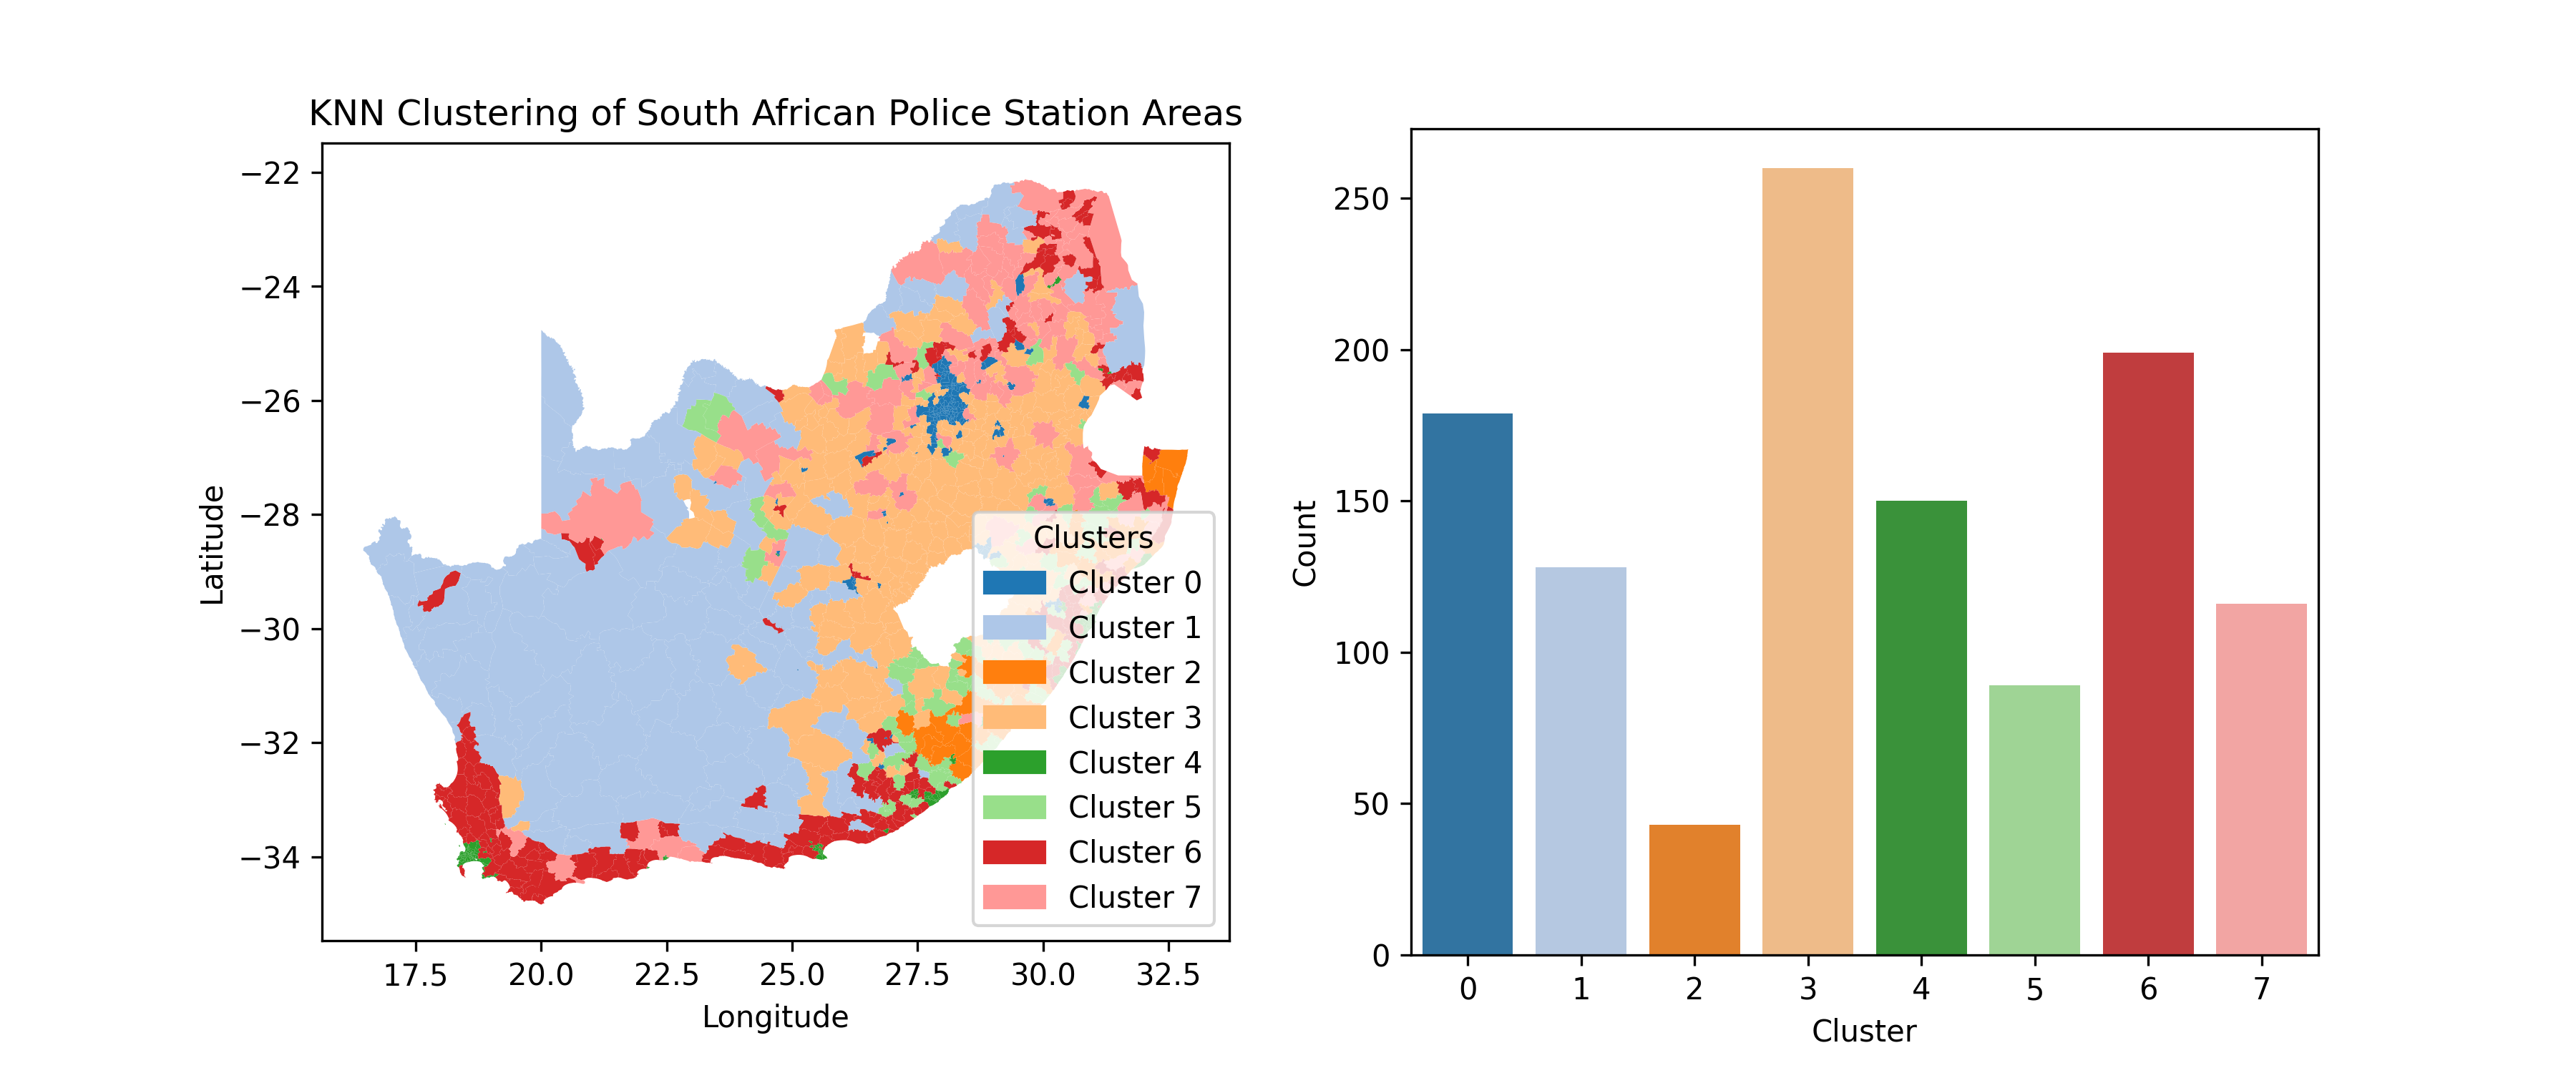 KNN Clustering of South African Police Station Areas
−22
−24
−26
−28
−30
−32
−34
Latitude
17.5 20.0 22.5 25.0 27.5 30.0 32.5
Longitude
Clusters
Cluster 0
Cluster 1
Cluster 2
Cluster 3
Cluster 4
Cluster 5
Cluster 6
Cluster 7
250
200
150
100
50
0
Count
0 1 2 3 4 5 6 7
Cluster